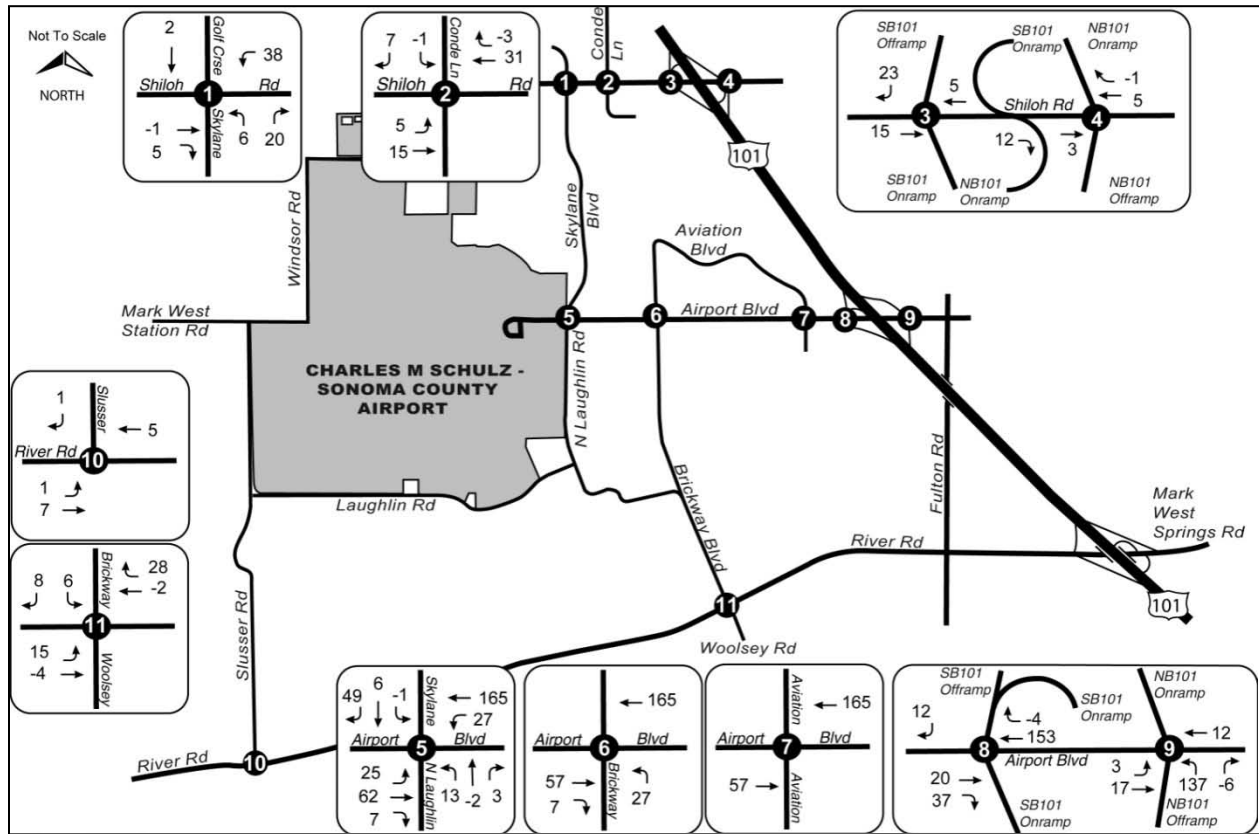 Not To Scale
NORTH
2
Golf Crse
38
Shiloh
Rd
1
-1
5
Skylane
6
20
7
-1
Conde Ln
-3
31
Shiloh
Rd
2
5
15
Conde
Ln
1
2
3
4
101
SB101
Offramp
SB101
Onramp
NB101
Onramp
23
5
-1
5
Shiloh Rd
3
4
15
12
3
SB101
Onramp
NB101
Onramp
NB101
Offramp
Windsor Rd
Skylane
Blvd
Aviation
Blvd
Mark West
Station Rd
5
6
Airport Blvd
7
8
9
CHARLES M SCHULZ -
SONOMA COUNTY
AIRPORT
N Laughlin Rd
Laughlin Rd
Brickway Blvd
Fulton Rd
Mark
West
Springs Rd
River Rd
101
11
Woolsey Rd
Slusser Rd
River Rd
10
1
Slusser
5
River Rd
10
1
7
8
6
Brickway
28
-2
11
15
-4
Woolsey
49
6
-1
Skylane
165
27
Airport
Blvd
5
25
62
7
N Laughlin
13
-2
3
165
Airport
Blvd
6
57
7
Brickway
27
Aviation
165
Airport
Blvd
7
57
Aviation
SB101
Offramp
SB101
Onramp
NB101
Onramp
12
-4
153
12
8
Airport Blvd
9
20
37
3
17
137
-6
SB101
Onramp
NB101
Offramp